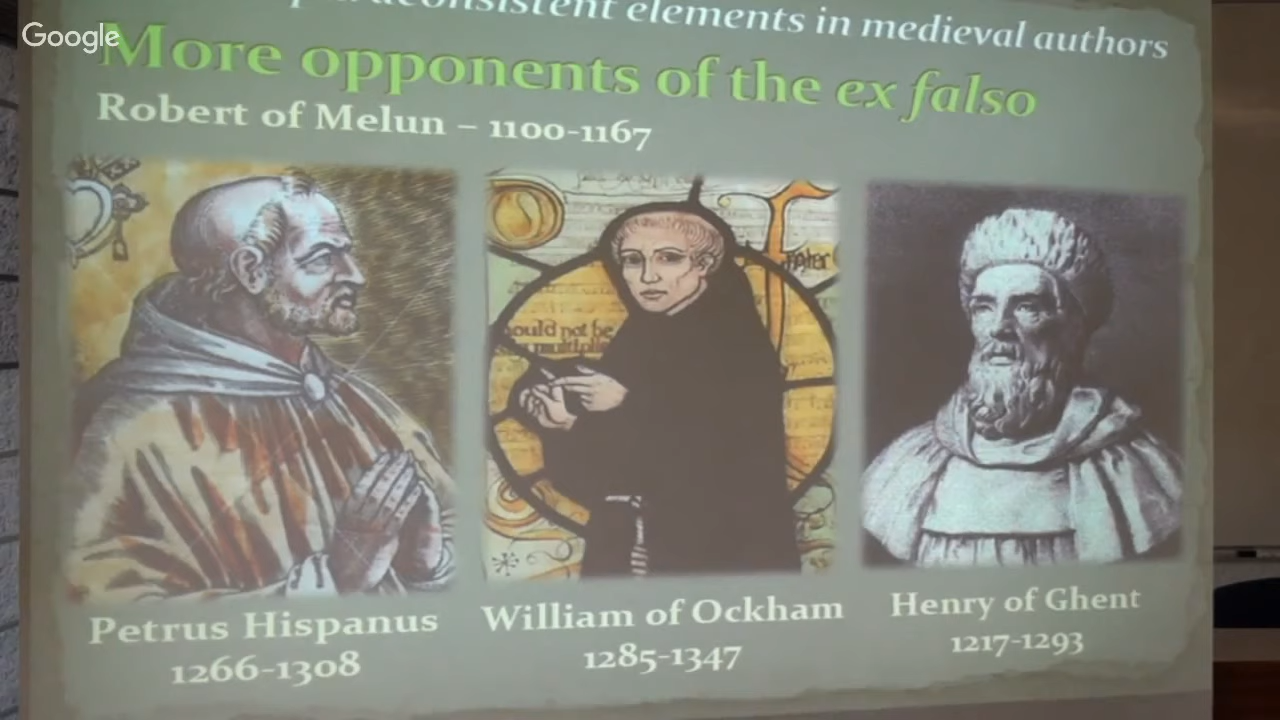 Google
elements in medieval authors
More opponents of the ex falso
Robert of Melun – 1100-1167
ould not be
Petrus Hispanus
1266-1308
William of Ockham
1285-1347
Henry of Ghent
1217-1293